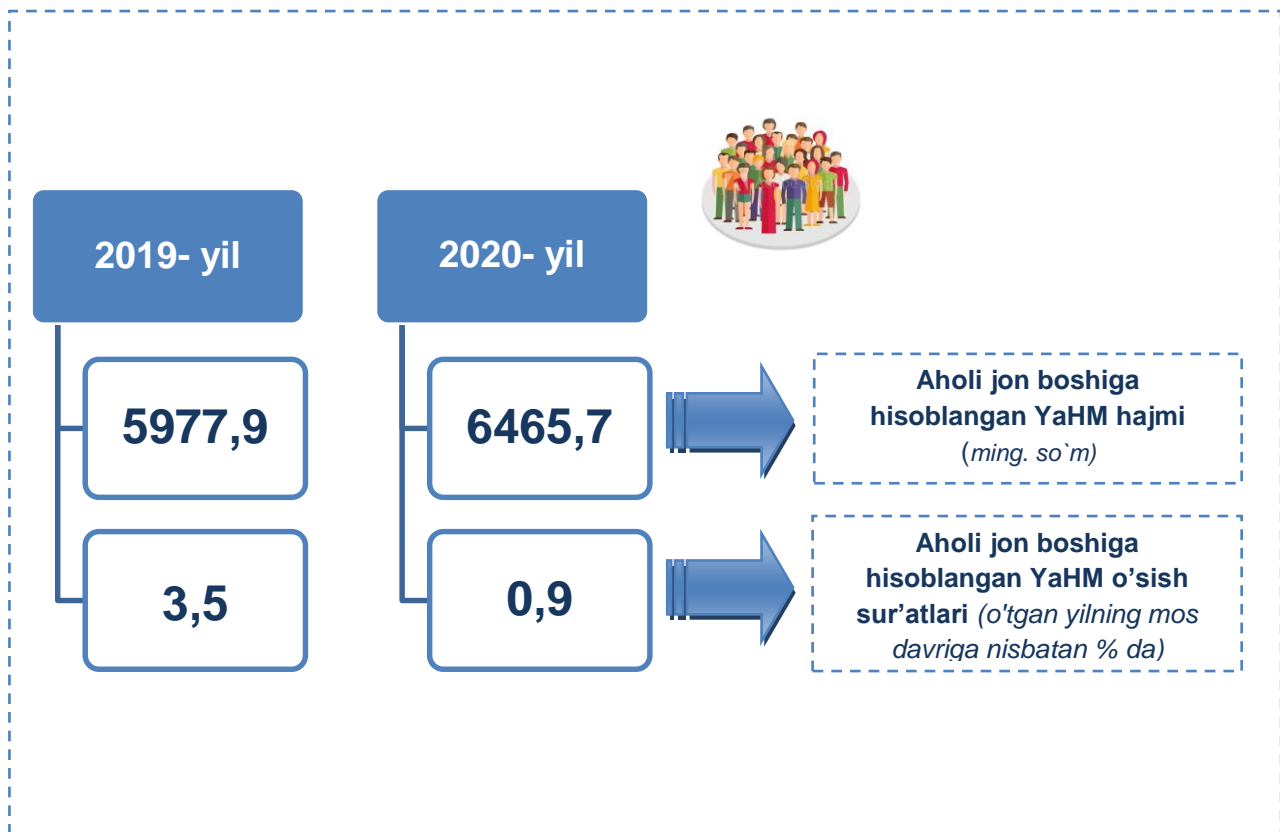 2019- yil
2020- yil
5977,9
6465,7
Aholi jon boshiga
hisoblangan YaHM hajmi
(ming. so`m)
3,5
0,9
Aholi jon boshiga
hisoblangan YaHM o’sish
sur’atlari (o'tgan yilning mos
davriga nisbatan % da)